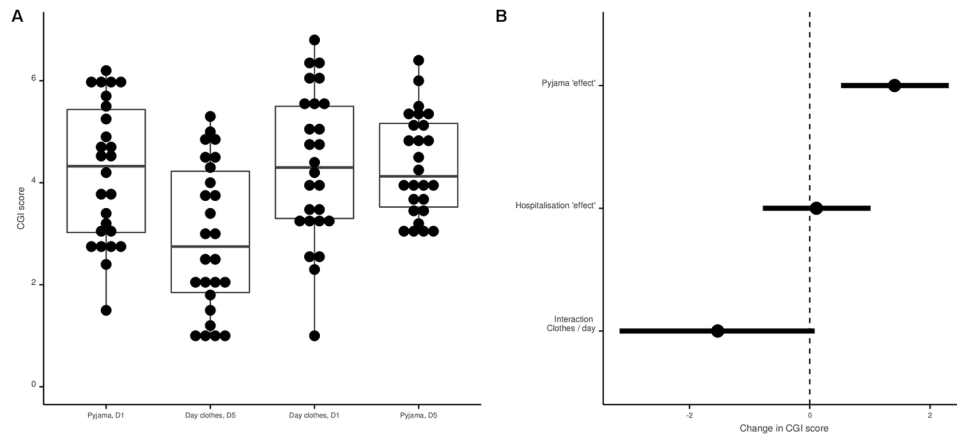 A
CGI score
6
4
2
0
Pyjama, D1
Day clothes, D5
Day clothes, D1
Pyjama, D5
B
Pyjama 'effect'
Hospitalisation 'effect'
Interaction
Clothes / day
-2
0
2
Change in CGI score